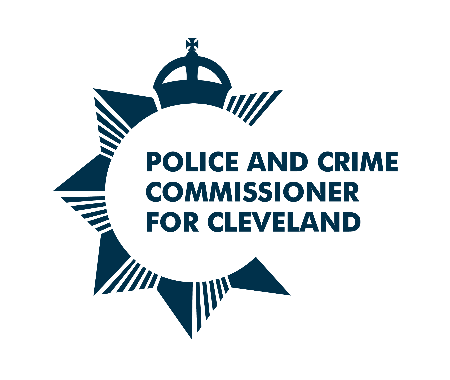 POLICE AND CRIME
COMMISSIONER
FOR CLEVELAND